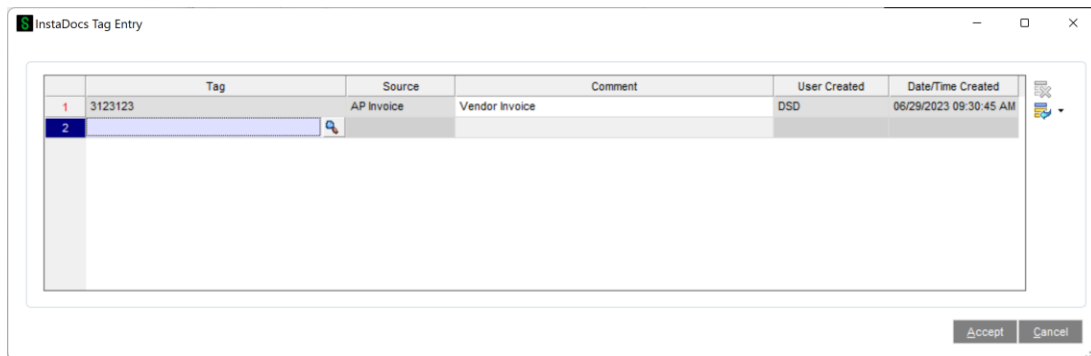 InstaDocs Tag Entry
Tag Source Comment User Created Date/Time Created
1 3123123 AP Invoice Vendor Invoice DSD 06/29/2023 09:30:45 AM
2
Accept Cancel